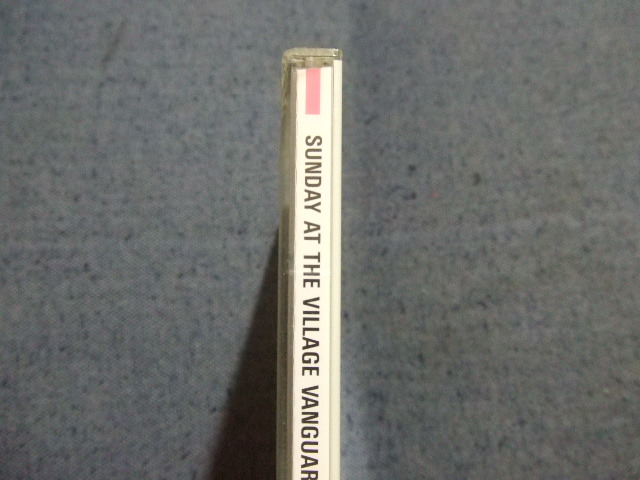 SUNDAY AT THE VILLAGE VANGUAR